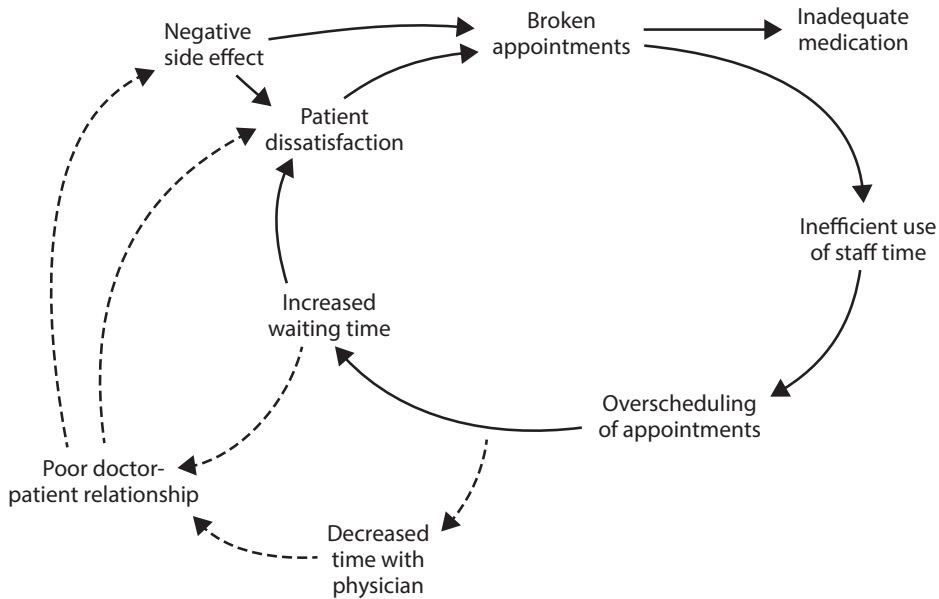 Negative
side effect
Broken
appointments
Inadequate
medication
Patient
dissatisfaction
Inefficient use
of staff time
Increased
waiting time
Overscheduling
of appointments
Poor doctor-
patient relationship
Decreased
time with
physician